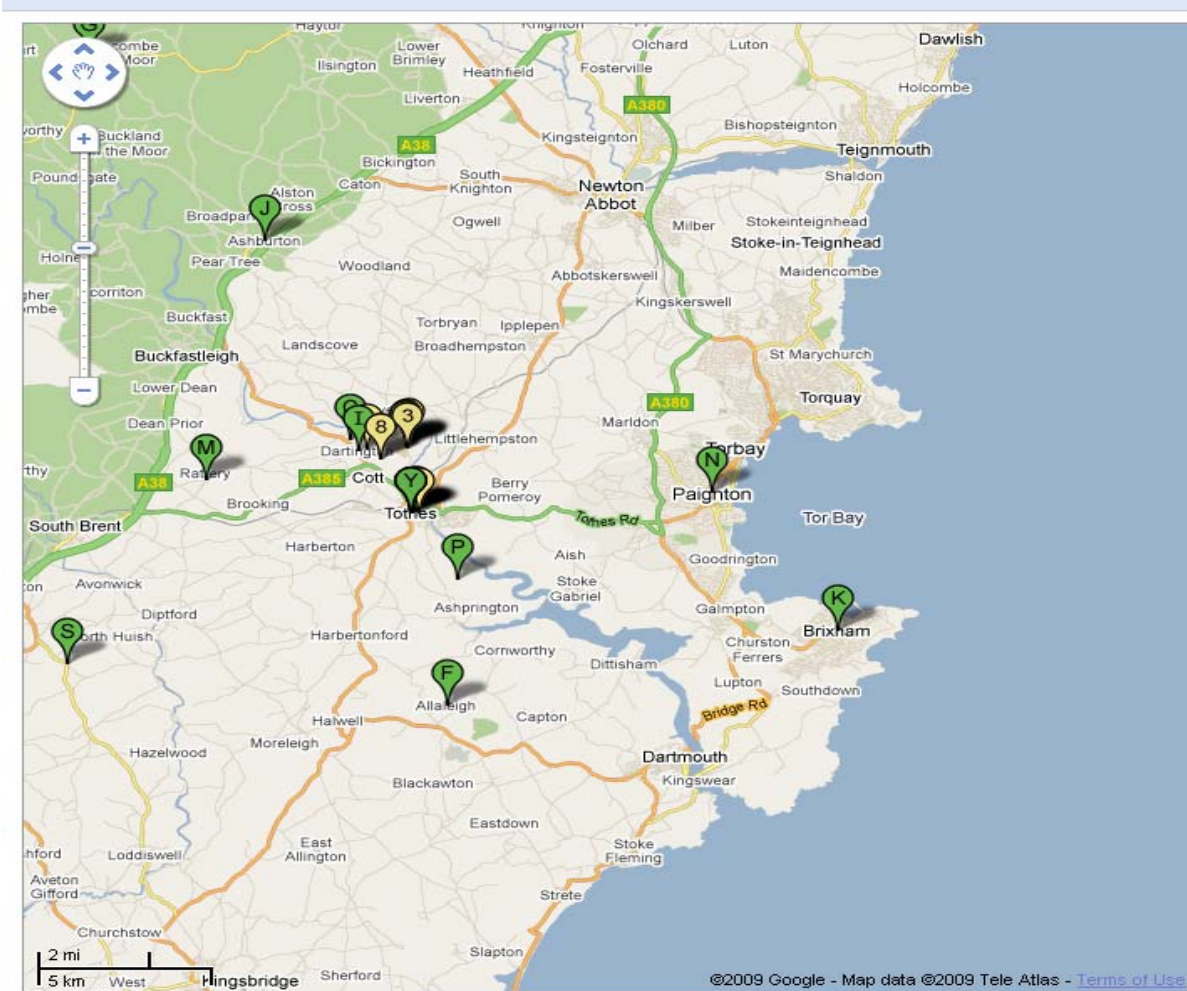 G
Haytor
Knighton
Dawlish
Lower
Brimley
Olchard
Luton
Ilsington
Heathfield
Fosterville
Holcombe
Liverton
A380
Bishopsteignton
Buckland
the Moor
A38
Kingsteignton
Teignmouth
Bickington
South
Knighton
Newton
Abbot
Shaldon
Caton
Alston
J
Ogwell
Milber
Stokeinteignhead
Ashburton
Stoke-in-Teignhead
Holne
Pear Tree
Woodland
Abbotskerswell
Maidencombe
Kingskerswell
Buckfast
Torbryan
Ipplepen
Landscove
Broadhempston
St Marychurch
Buckfastleigh
Lower Dean
A380
Torquay
Dean Prior
I
8
3
Marldon
Littlehempston
M
N
Torbay
A38
A385
Cott
Berry
Pomeroy
Paignton
Y
Brooking
Totnes
Totnes Rd
Tor Bay
South Brent
Harberton
P
Aish
Goodrington
Avonwick
Stoke
Gabriel
Diptford
Ashprington
Galmpton
K
Brixham
S
Harbertonford
Churston
Ferrers
Cornworthy
Dittisham
F
Lupton
Southdown
Allaleigh
Capton
Bridge Rd
Halwell
Moreleigh
Hazelwood
Dartmouth
Blackawton
Kingswear
Eastdown
East
Allington
Stoke
Fleming
Loddiswell
Aveton
Gifford
Strete
Churchstow
2 mi
Slapton
5 km
West
Kingsbridge
Sherford
©2009 Google - Map data ©2009 Tele Atlas - Terms of Use